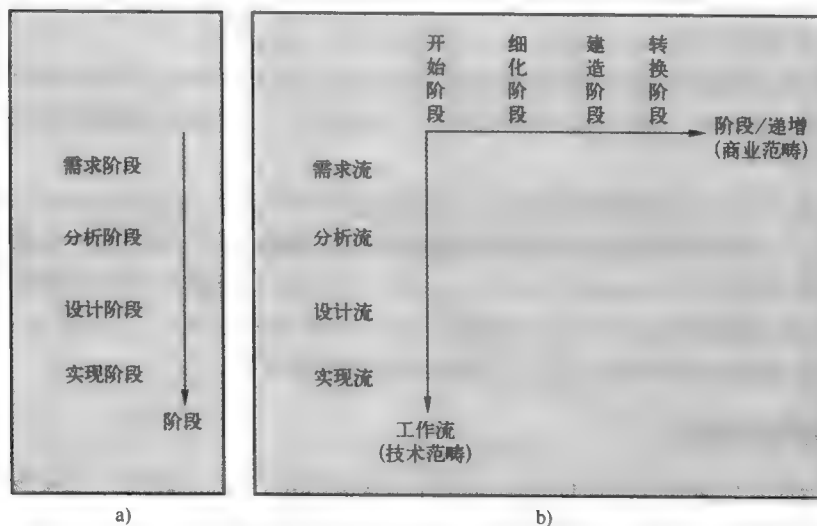 需求阶段
分析阶段
设计阶段
实现阶段
阶段
a)
开始阶段
细化阶段
建造阶段
转换阶段
阶段/递增
(商业范畴)
需求流
分析流
设计流
实现流
工作流
(技术范畴)
b)